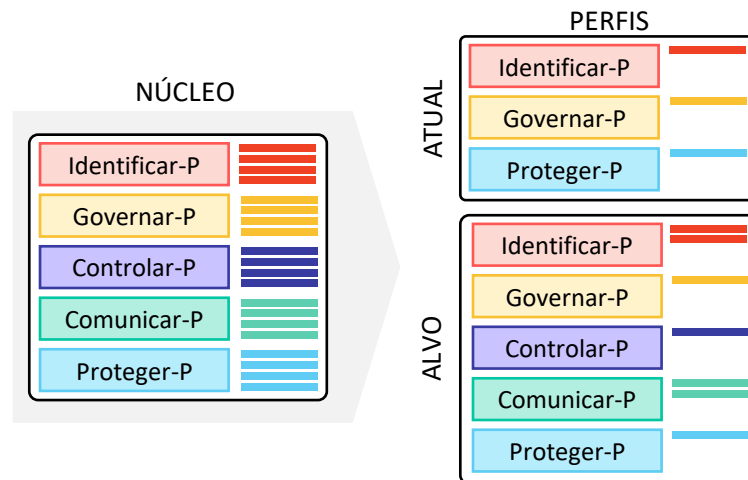 NÚCLEO
Identificar-P
Governar-P
Controlar-P
Comunicar-P
Proteger-P
PERFIS
ATUAL
Identificar-P
Governar-P
Proteger-P
ALVO
Identificar-P
Governar-P
Controlar-P
Comunicar-P
Proteger-P